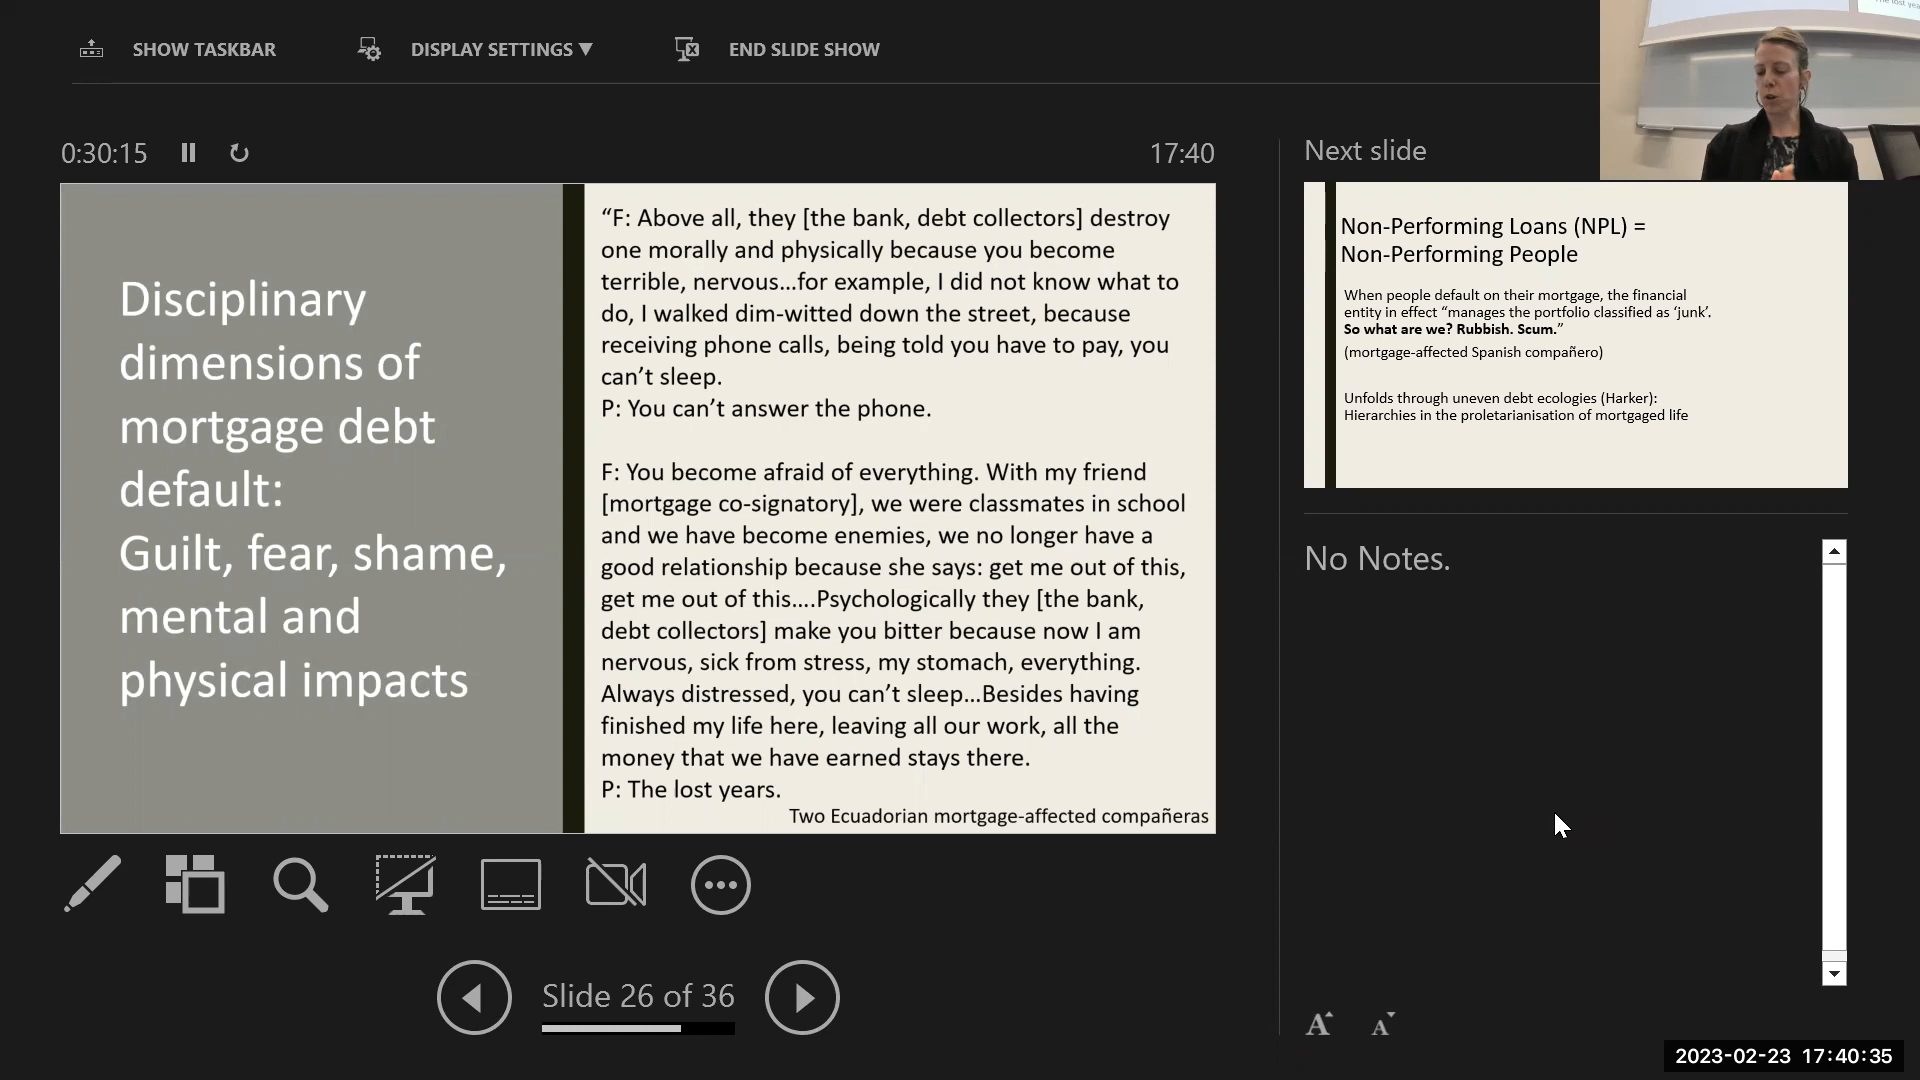 SHOW TASKBAR
DISPLAY SETTINGS ▼
END SLIDE SHOW
0:30:15
17:40
Disciplinary
dimensions of
mortgage debt
default:
Guilt, fear, shame,
mental and
physical impacts
“F: Above all, they [the bank, debt collectors] destroy
one morally and physically because you become
terrible, nervous...for example, I did not know what to
do, I walked dim-witted down the street, because
receiving phone calls, being told you have to pay, you
can’t sleep.
P: You can’t answer the phone.
F: You become afraid of everything. With my friend
[mortgage co-signatory], we were classmates in school
and we have become enemies, we no longer have a
good relationship because she says: get me out of this,
get me out of this....Psychologically they [the bank,
debt collectors] make you bitter because now I am
nervous, sick from stress, my stomach, everything.
Always distressed, you can’t sleep...Besides having
finished my life here, leaving all our work, all the
money that we have earned stays there.
P: The lost years.
Two Ecuadorian mortgage-affected compañeras
Slide 26 of 36
Next slide
Non-Performing Loans (NPL) =
Non-Performing People
When people default on their mortgage, the financial
entity in effect “manages the portfolio classified as ‘junk’.
So what are we? Rubbish. Scum.”
(mortgage-affected Spanish compañero)
Unfolds through uneven debt ecologies (Harker):
Hierarchies in the proletarianisation of mortgaged life
No Notes.
A A
2023-02-23 17:40:35